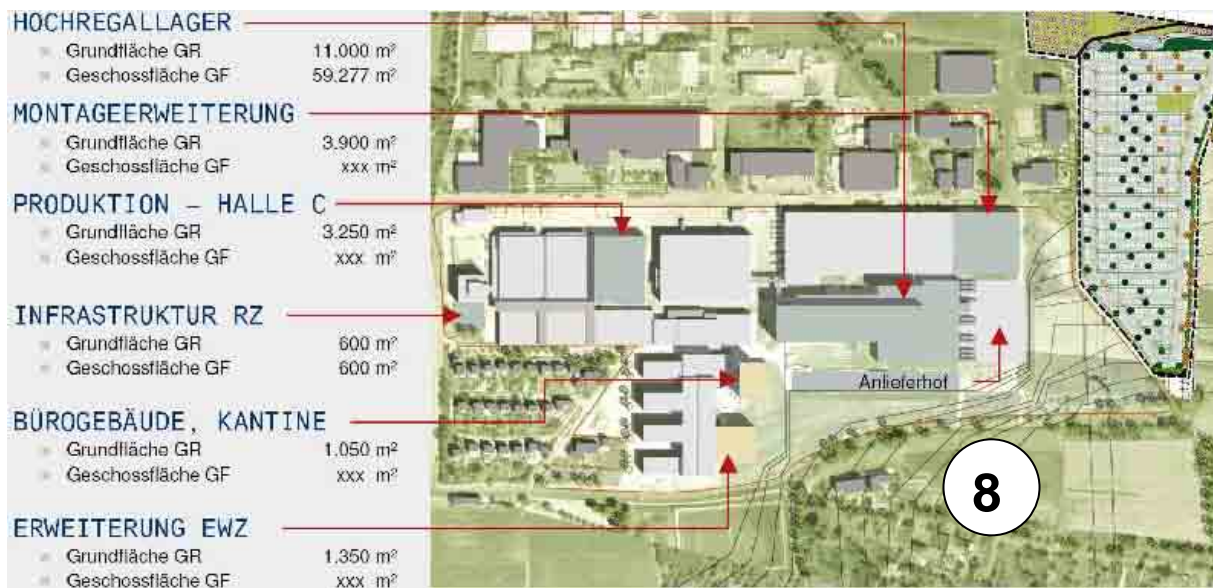 HOCHREGALLAGER
Grundfläche GR 11.000 m²
Geschossfläche GF 59.277 m²
MONTAGEERWEITERUNG
Grundfläche GR 3.900 m²
Geschossfläche GF xxx m²
PRODUKTION – HALLE C
Grundfläche GR 3.250 m²
Geschossfläche GF xxx m²
INFRASTRUKTUR RZ
Grundfläche GR 600 m²
Geschossfläche GF 600 m²
BÜROGEBÄUDE, KANTINE
Grundfläche GR 1.050 m²
Geschossfläche GF xxx m²
ERWEITERUNG EWZ
Grundfläche GR 1.350 m²
Geschossfläche GF xxx m²
Anlieferhof
8